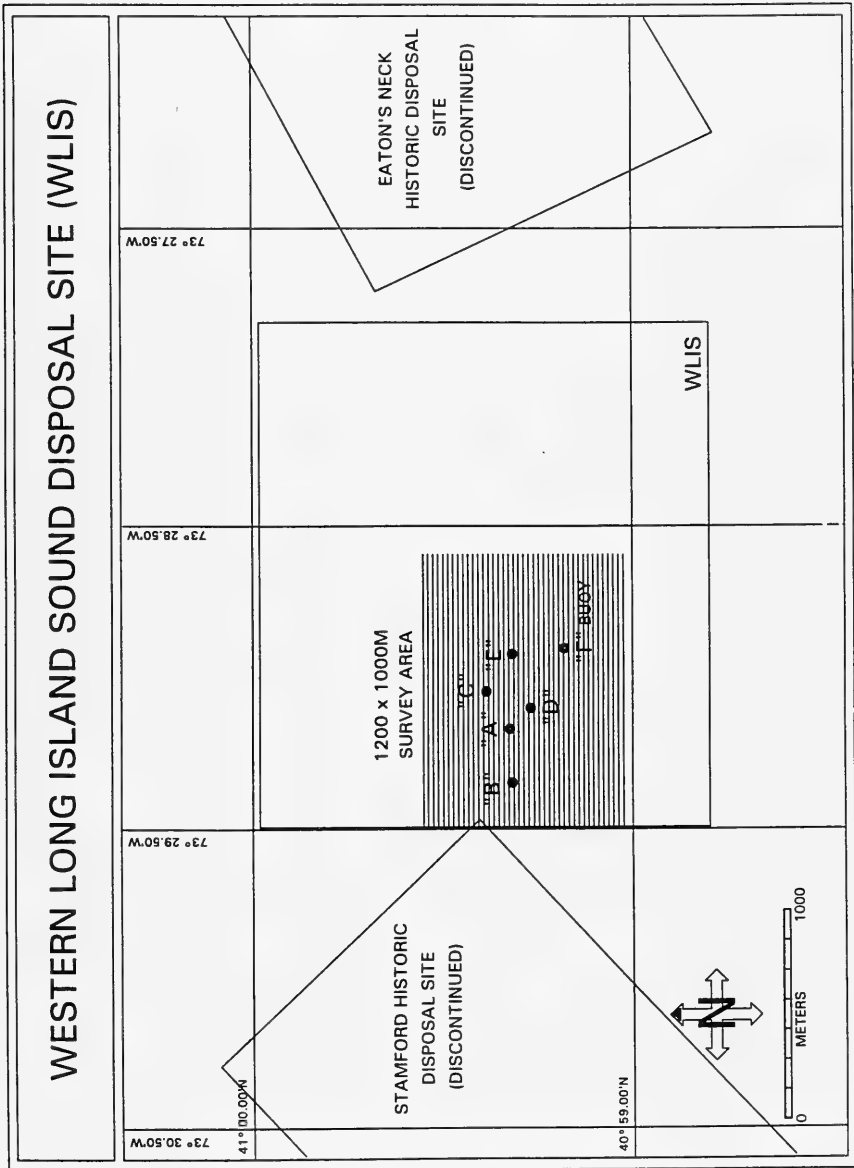 WESTERN LONG ISLAND SOUND DISPOSAL SITE (WLIS)
73° 30.50'W
73° 29.50'W
73° 28.50'W
73° 27.50'W
41° 00.00'N
STAMFORD HISTORIC
DISPOSAL SITE
(DISCONTINUED)
1200 x 1000M
SURVEY AREA
"B"
"A"
"C"
"E"
"D"
"F" BUOY
EATON'S NECK
HISTORIC DISPOSAL
SITE
(DISCONTINUED)
40° 59.00'N
WLIS
N
0
METERS
1000